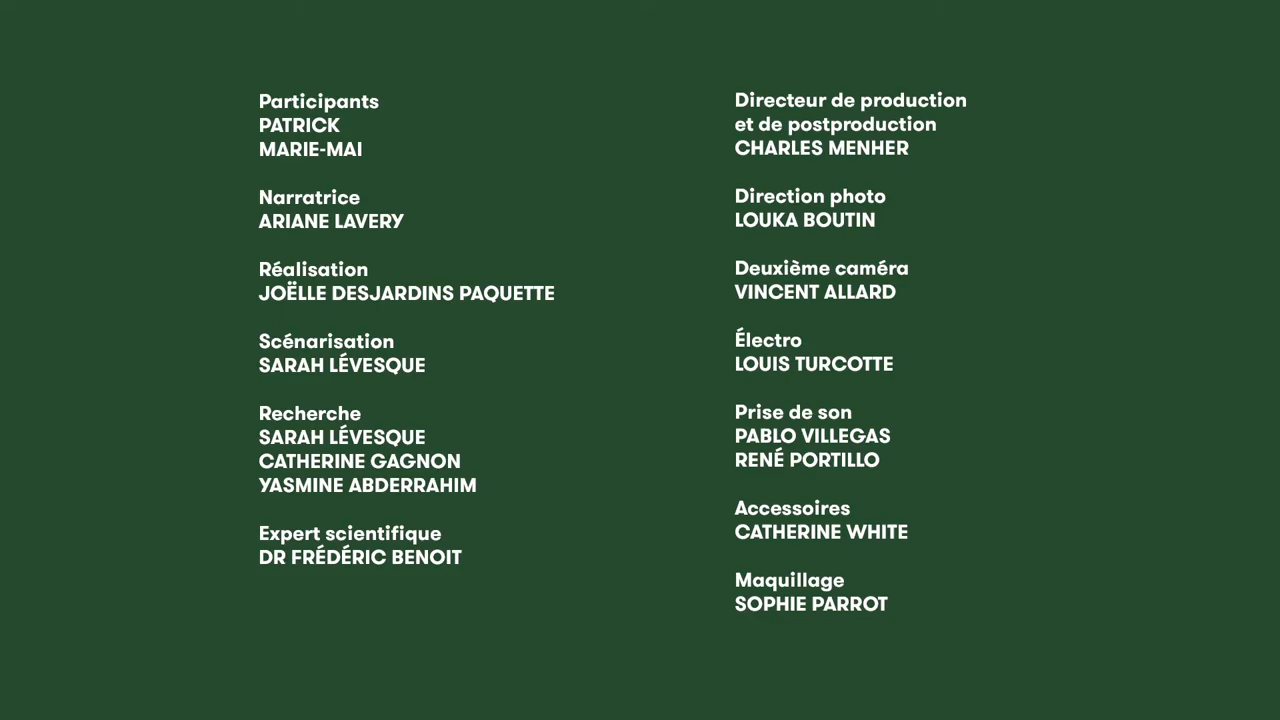 Participants
PATRICK
MARIE-MAI
Narratrice
ARIANE LAVERY
Réalisation
JOËLLE DESJARDINS PAQUETTE
Scénarisation
SARAH LÉVESQUE
Recherche
SARAH LÉVESQUE
CATHERINE GAGNON
YASMINE ABDERRAHIM
Expert scientifique
DR FRÉDÉRIC BENOIT
Directeur de production
et de postproduction
CHARLES MENHER
Direction photo
LOUKA BOUTIN
Deuxième caméra
VINCENT ALLARD
Électro
LOUIS TURCOTTE
Prise de son
PABLO VILLEGAS
RENÉ PORTILLO
Accessoires
CATHERINE WHITE
Maquillage
SOPHIE PARROT